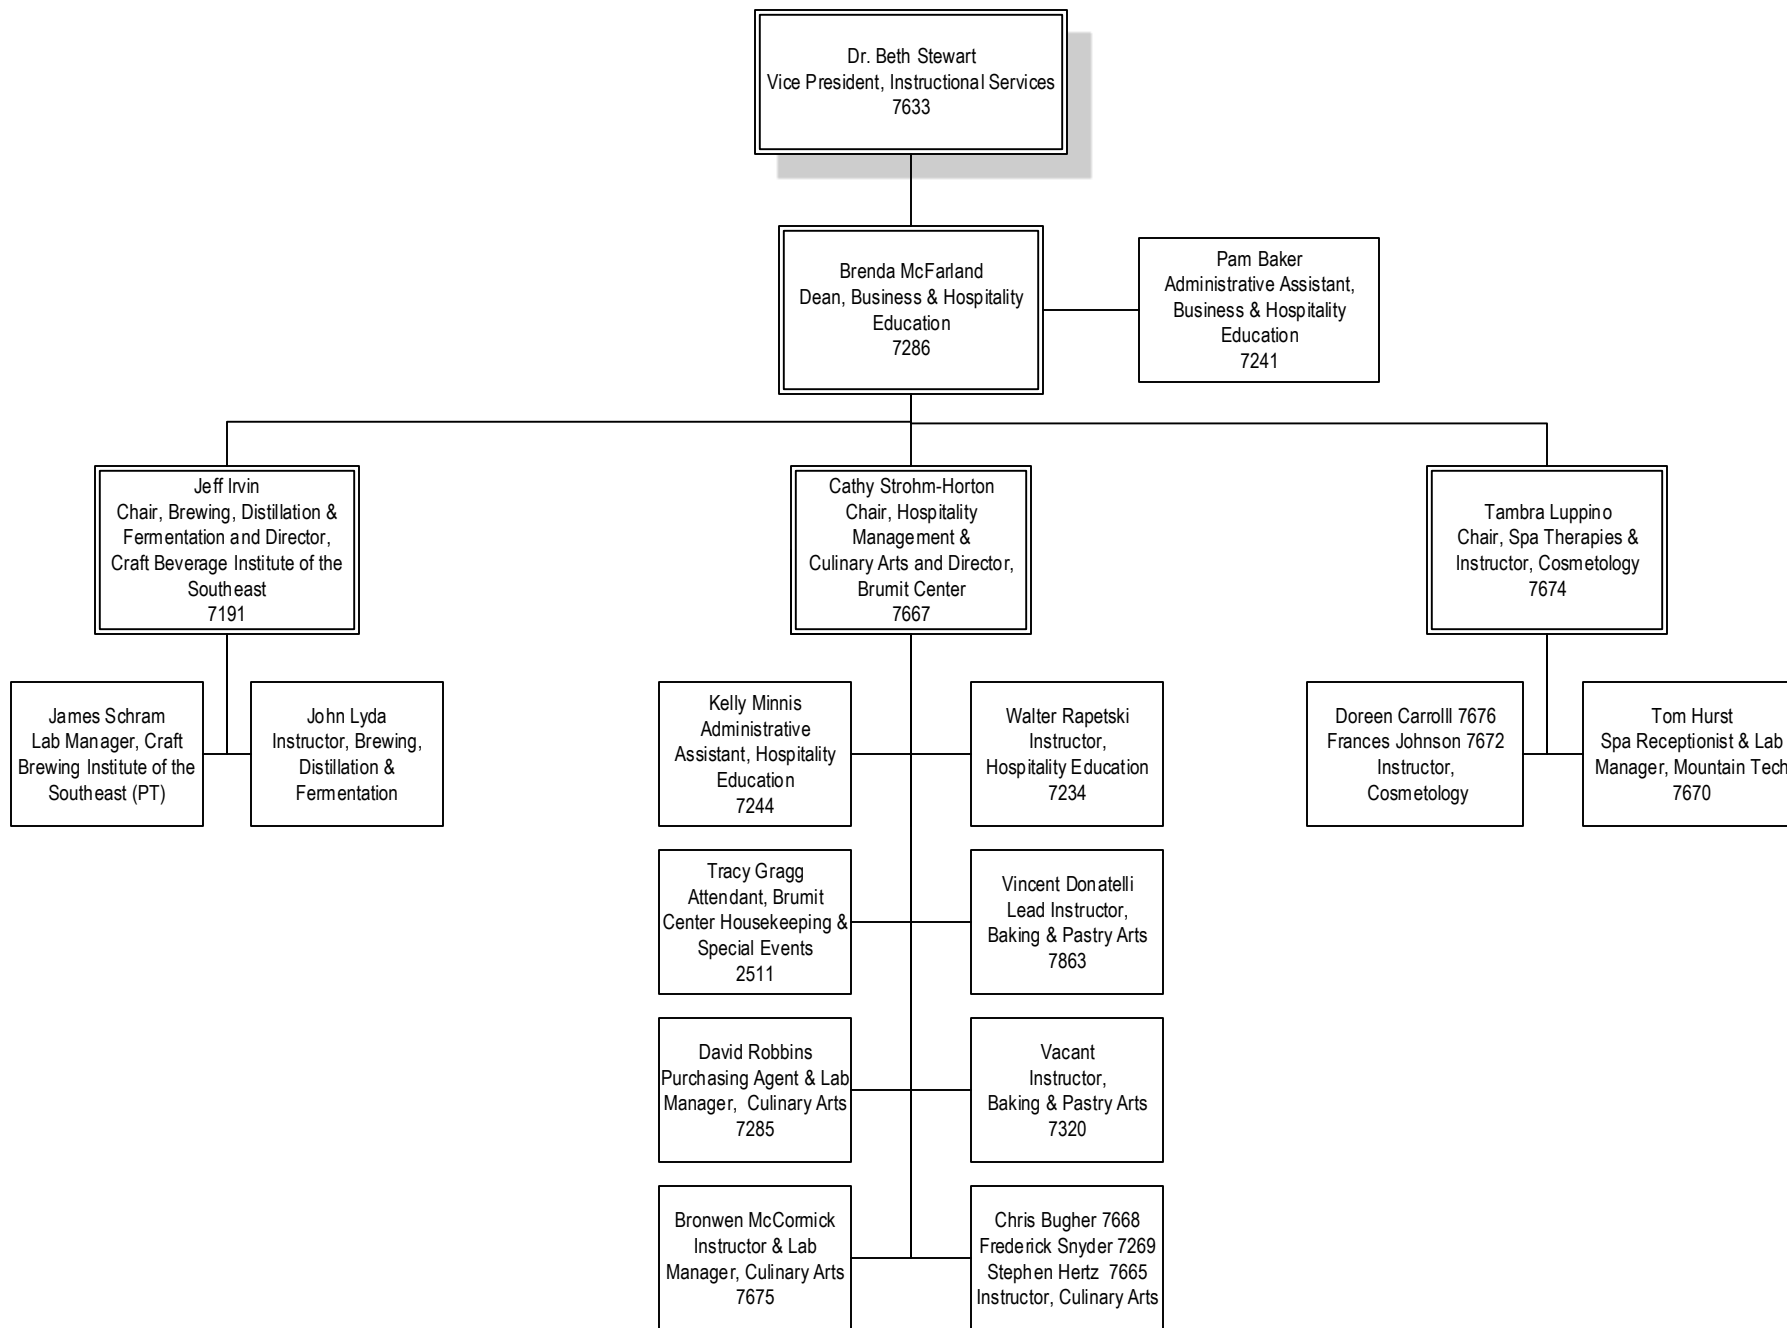 Dr. Beth Stewart
Vice President, Instructional Services
7633
Brenda McFarland
Dean, Business & Hospitality
Education
7286
Pam Baker
Administrative Assistant,
Business & Hospitality
Education
7241
Jeff Irvin
Chair, Brewing, Distillation &
Fermentation and Director,
Craft Beverage Institute of the
Southeast
7191
Cathy Strohm-Horton
Chair, Hospitality
Management &
Culinary Arts and Director,
Brumit Center
7667
Tambra Luppino
Chair, Spa Therapies &
Instructor, Cosmetology
7674
James Schram
Lab Manager, Craft
Brewing Institute of the
Southeast (PT)
John Lyda
Instructor, Brewing,
Distillation &
Fermentation
Kelly Minnis
Administrative
Assistant, Hospitality
Education
7244
Walter Rapetski
Instructor,
Hospitality Education
7234
Doreen Carrolll 7676
Frances Johnson 7672
Instructor,
Cosmetology
Tom Hurst
Spa Receptionist & Lab
Manager, Mountain Tech
7670
Tracy Gragg
Attendant, Brumit
Center Housekeeping &
Special Events
2511
Vincent Donatelli
Lead Instructor,
Baking & Pastry Arts
7863
David Robbins
Purchasing Agent & Lab
Manager,  Culinary Arts
7285
Vacant
Instructor,
Baking & Pastry Arts
7320
Bronwen McCormick
Instructor & Lab
Manager, Culinary Arts
7675
Chris Bugher 7668
Frederick Snyder 7269
Stephen Hertz  7665
Instructor, Culinary Arts